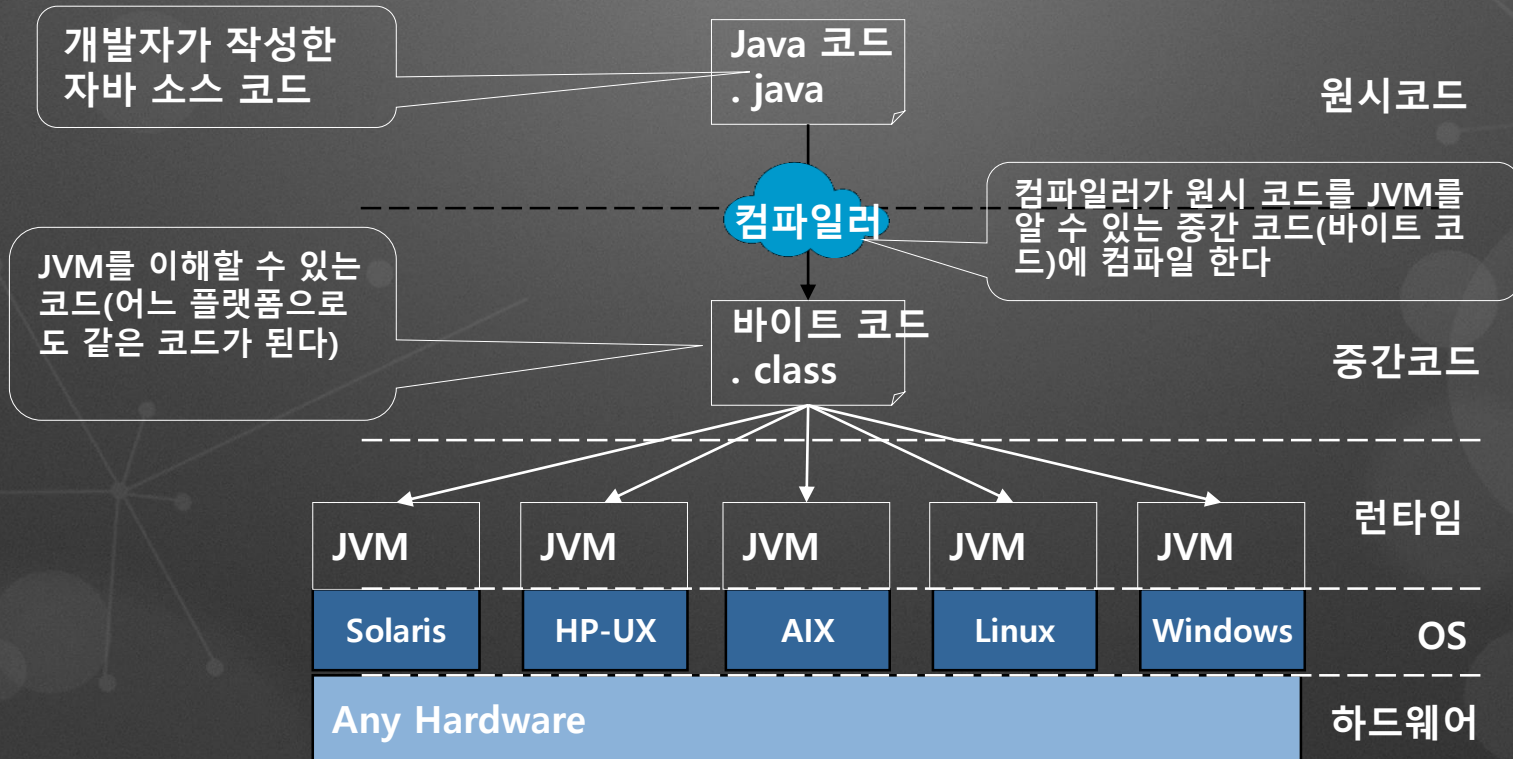 개발자가 작성한
자바 소스 코드
Java 코드
. java
원시코드
컴파일러
컴파일러가 원시 코드를 JVM를
알 수 있는 중간 코드(바이트 코
드)에 컴파일 한다
JVM를 이해할 수 있는
코드(어느 플랫폼으로
도 같은 코드가 된다)
바이트 코드
. class
중간코드
JVM
JVM
JVM
JVM
JVM
런타임
Solaris
HP-UX
AIX
Linux
Windows
OS
Any Hardware
하드웨어